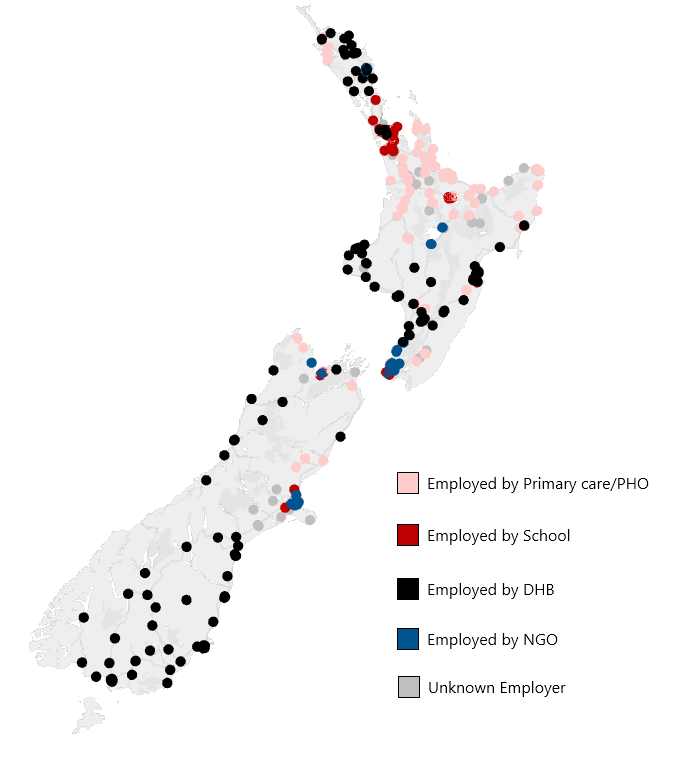 Employed by Primary care/PHO
Employed by School
Employed by DHB
Employed by NGO
Unknown Employer